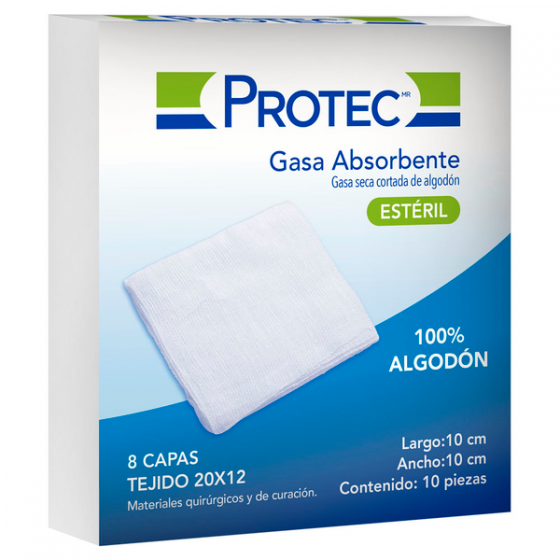 PROTEC MR
Gasa Absorbente
Gasa seca cortada de algodón
ESTÉRIL
100%
ALGODÓN
8 CAPAS
TEJIDO 20X12
Materiales quirúrgicos y de curación.
Largo:10 cm
Ancho:10 cm
Contenido: 10 piezas